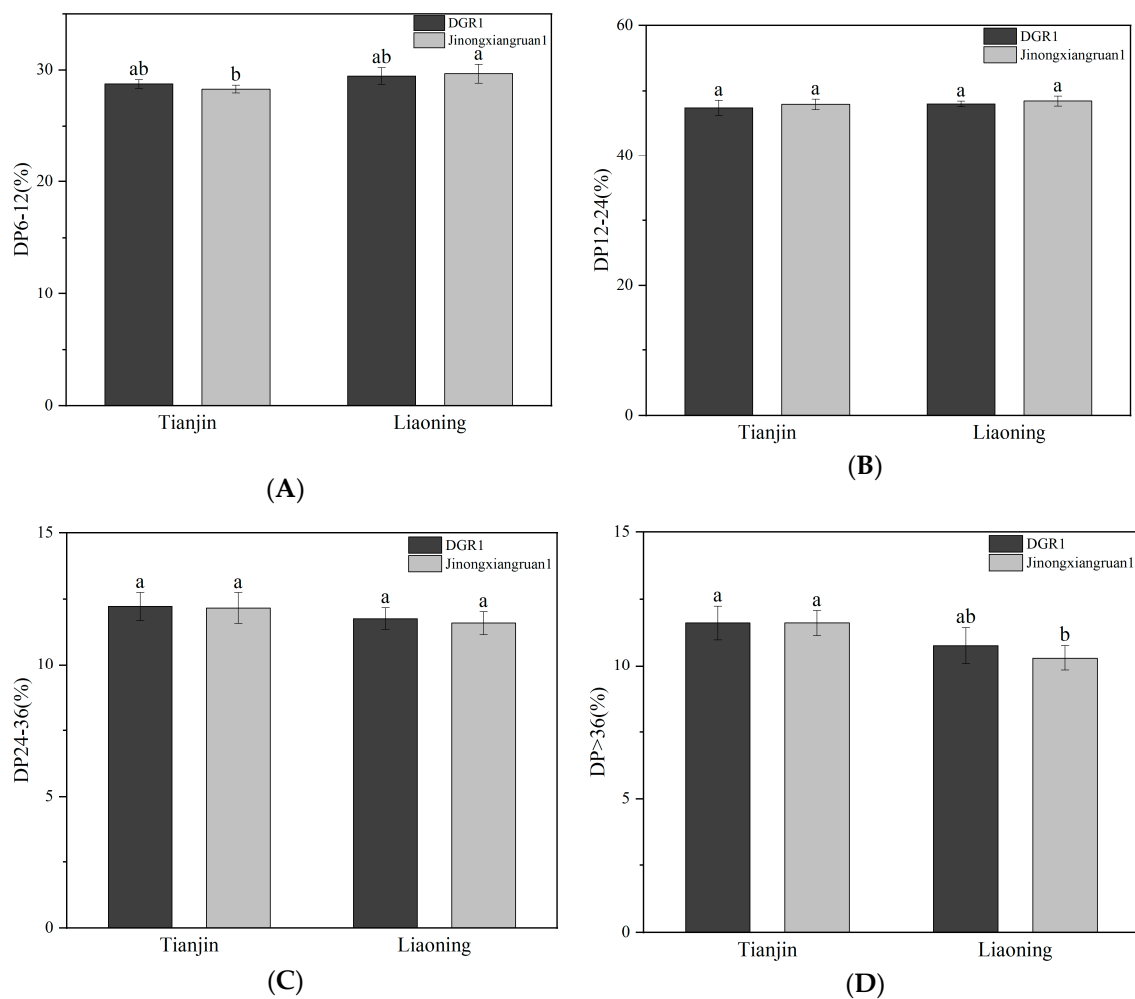 DGR1
Jinongxiangruan1
30
20
10
0
DP6-12(%)
ab
b
ab
a
Tianjin
Liaoning
(A)
DGR1
Jinongxiangruan1
60
40
20
0
DP12-24(%)
a
a
a
a
Tianjin
Liaoning
(B)
DGR1
Jinongxiangruan1
15
10
5
0
DP24-36(%)
a
a
a
a
Tianjin
Liaoning
(C)
DGR1
Jinongxiangruan1
15
10
5
0
DP>36(%)
a
a
ab
b
Tianjin
Liaoning
(D)